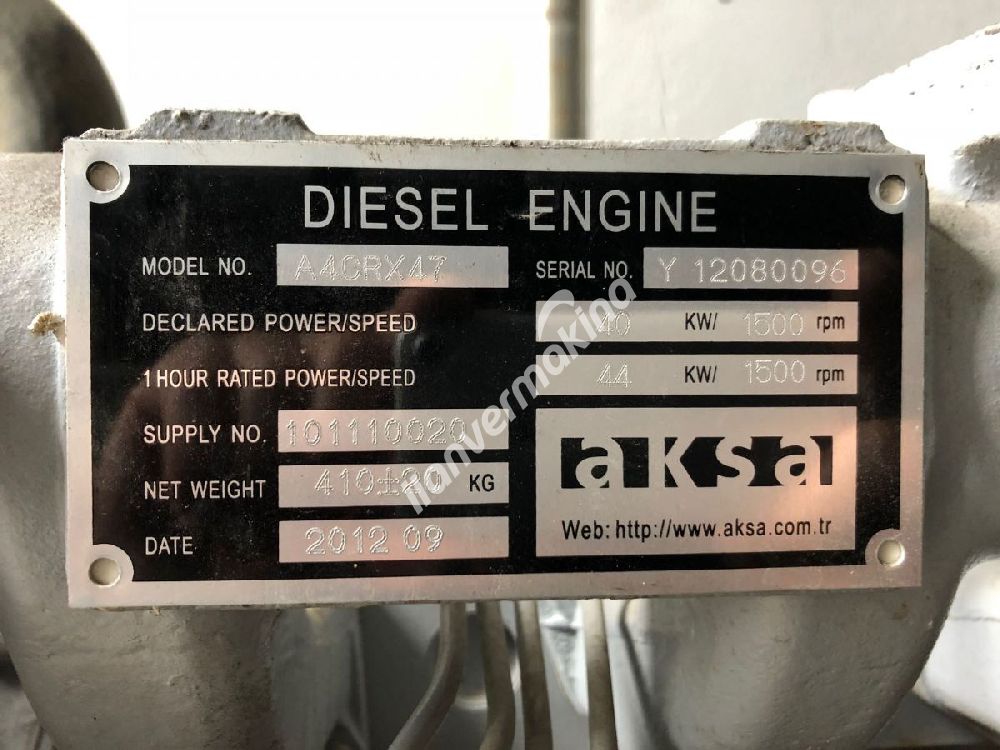 DIESEL ENGINE
MODEL NO. A4CRX47
SERIAL NO. Y 12080096
DECLARED POWER/SPEED 40 KW/ 1500 rpm
1 HOUR RATED POWER/SPEED 44 KW/ 1500 rpm
SUPPLY NO. 101110020
NET WEIGHT 410±20 KG
DATE 2012 09
aksa
Web: http://www.aksa.com.tr
ilanvermakina